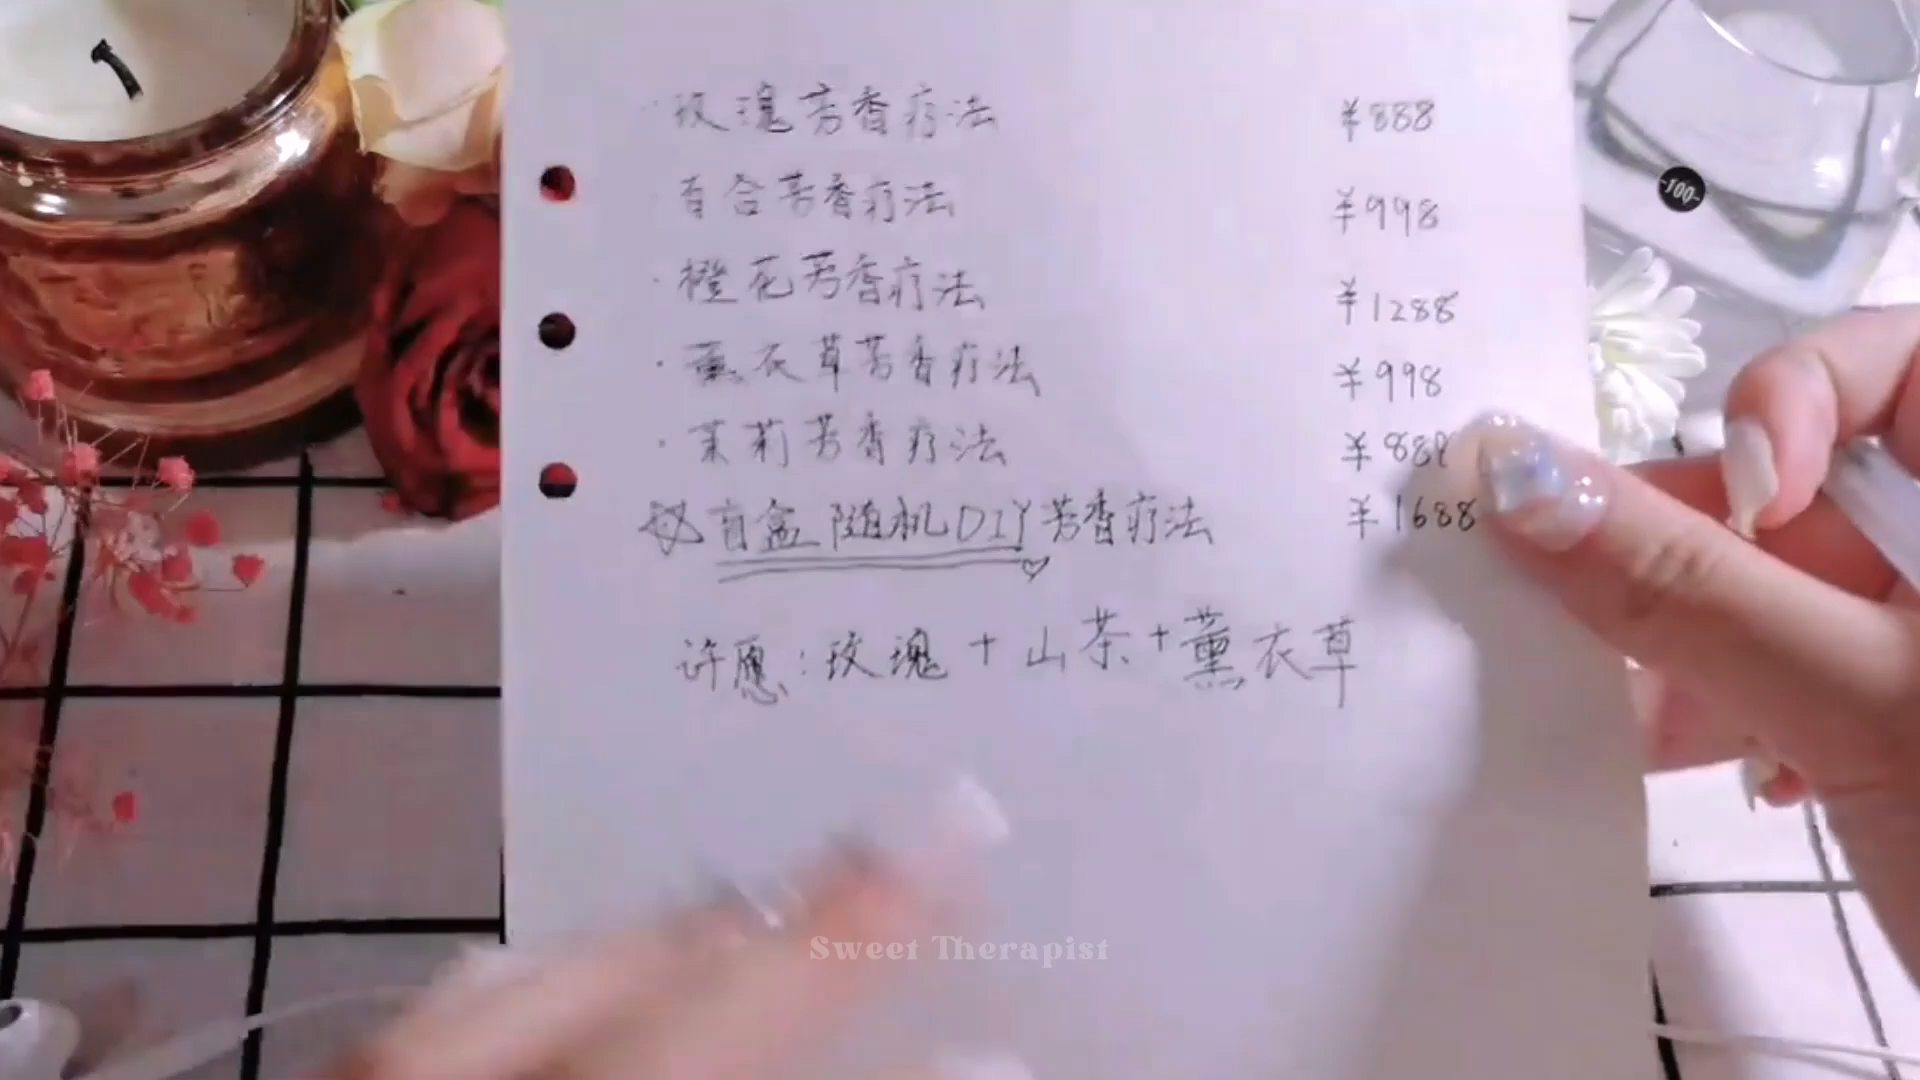 ·玫瑰芳香疗法 ¥888
·百合芳香疗法 ¥998
·橙花芳香疗法 ¥1288
·薰衣草芳香疗法 ¥998
·茉莉芳香疗法 ¥888
盲盒随机DIY芳香疗法 ¥1688
许愿:玫瑰+山茶+薰衣草
-100-
Sweet Therapist